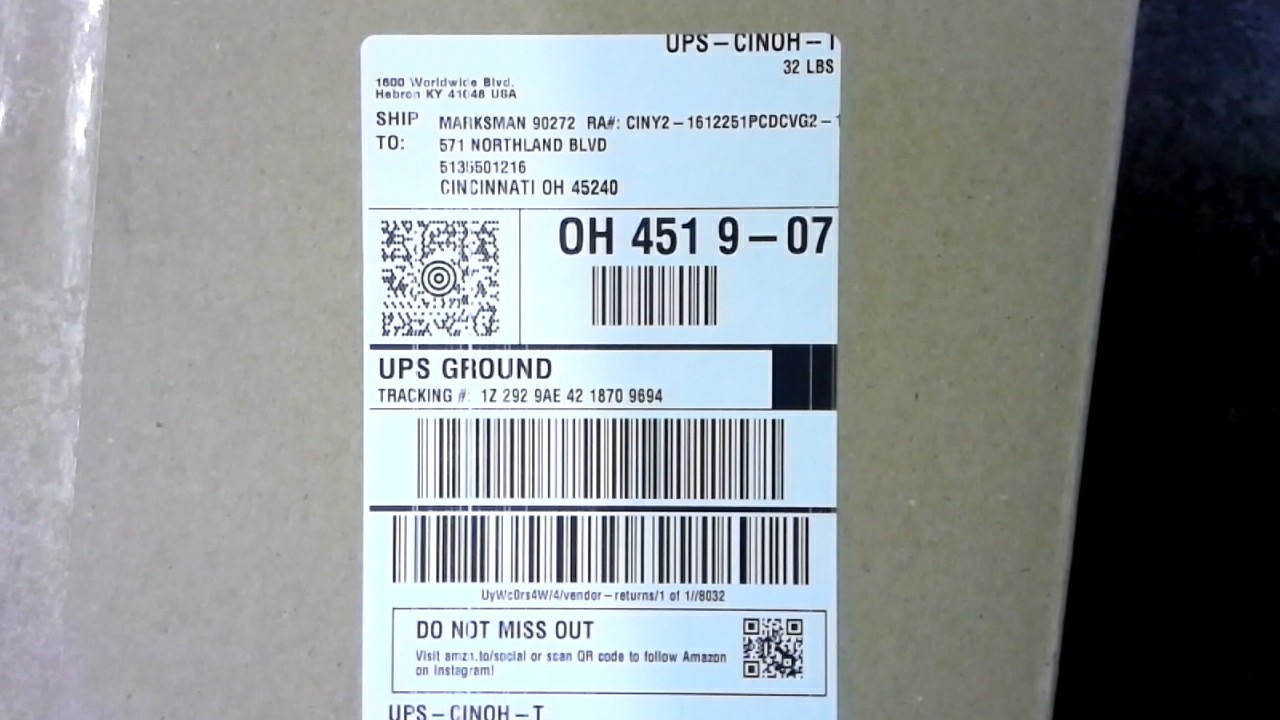 UPS-CINOH-T
32 LBS
1600 Worldwide Blvd.
Hebron KY 41048 USA
SHIP TO:
MARKSMAN 90272 RA#: CINY2-1612251PCDCVG2-1
571 NORTHLAND BLVD
5135501216
CINCINNATI OH 45240
OH 451 9-07
UPS GROUND
TRACKING #: 1Z 292 9AE 42 1870 9694
UyWc0rs4W/4/vendor-returns/1 of 1//8032
DO NOT MISS OUT
Visit amzn.to/social or scan QR code to follow Amazon
on Instagram!
UPS-CINOH-T